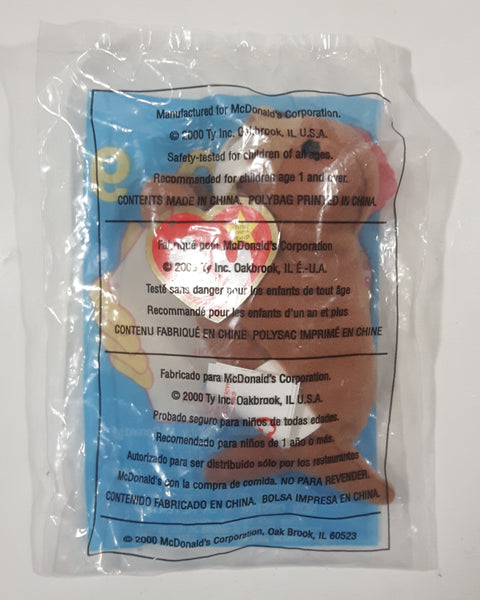 Manufactured for McDonald's Corporation.
© 2000 Ty Inc. Oakbrook, IL U.S.A.
Safety-tested for children of all ages.
Recommended for children age 1 and over.
CONTENTS MADE IN CHINA. POLYBAG PRINTED IN CHINA.
Fabriqué pour McDonald's Corporation
© 2000 Ty Inc. Oakbrook, IL É.-U.A.
Testé sans danger pour les enfants de tout âge
Recommandé pour les enfants d'un an et plus
CONTENU FABRIQUÉ EN CHINE POLYSAC IMPRIMÉ EN CHINE
Fabricado para McDonald's Corporation.
© 2000 Ty Inc. Oakbrook, IL U.S.A.
Probado seguro para niños de todas edades.
Recomendado para niños de 1 año o más.
Autorizado para ser distribuido sólo por los restaurantes
McDonald's con la compra de comida. NO PARA REVENDER.
CONTENIDO FABRICADO EN CHINA. BOLSA IMPRESA EN CHINA.
© 2000 McDonald's Corporation, Oak Brook, IL 60523